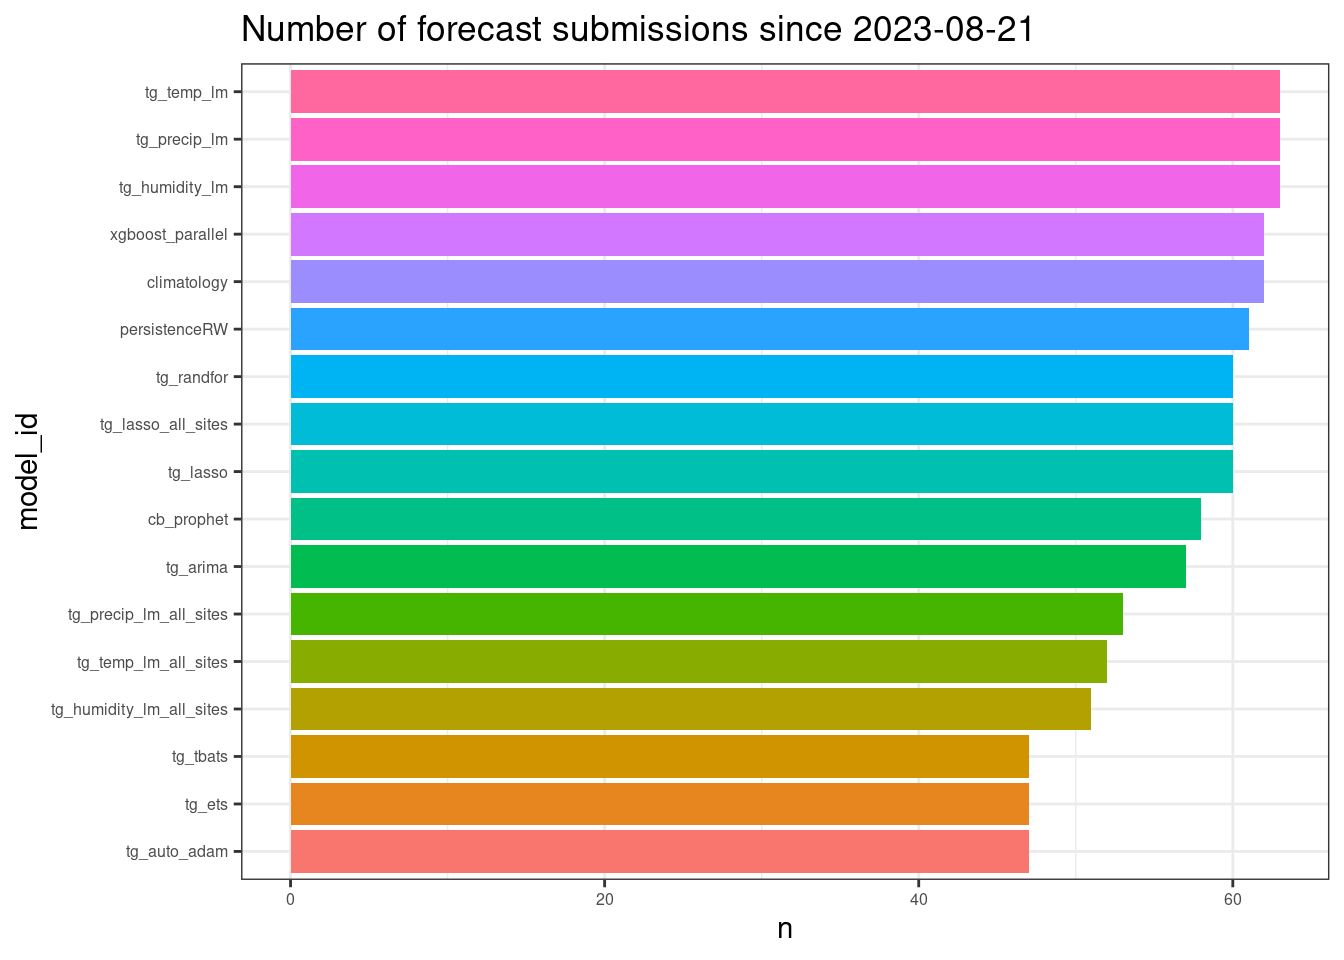 Number of forecast submissions since 2023-08-21
model_id
tg_temp_lm
tg_precip_lm
tg_humidity_lm
xgboost_parallel
climatology
persistenceRW
tg_randfor
tg_lasso_all_sites
tg_lasso
cb_prophet
tg_arima
tg_precip_lm_all_sites
tg_temp_lm_all_sites
tg_humidity_lm_all_sites
tg_tbats
tg_ets
tg_auto_adam
0 20 40 60
n